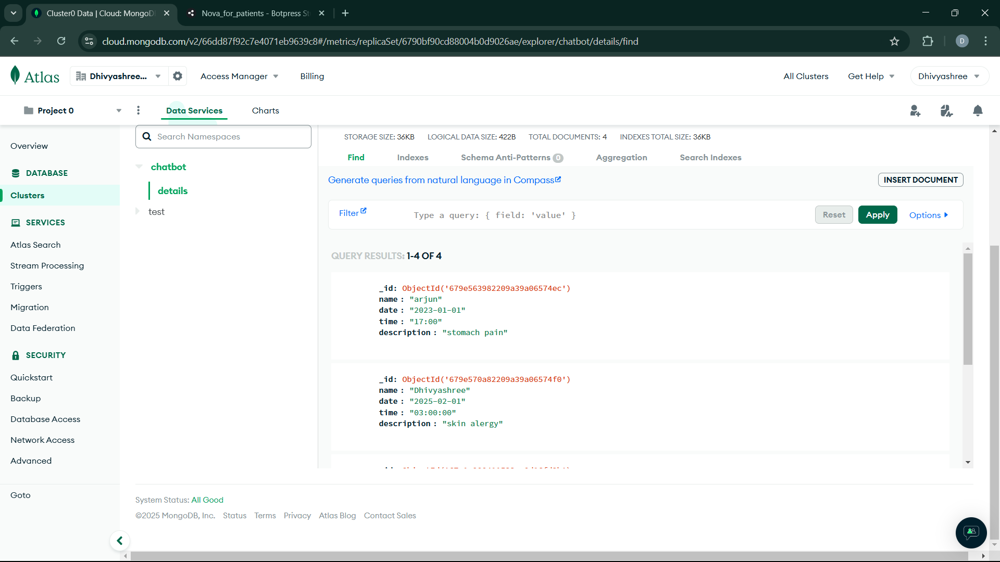 Cluster0 Data | Cloud: MongoD
Nova_for_patients - Botpress St
cloud.mongodb.com/v2/66dd87f92c7e4071eb9639c8#/metrics/replicaSet/6790bf90cd88004b0d9026ae/explorer/chatbot/details/find
D
Atlas
Dhivyashree...
Access Manager
Billing
All Clusters
Get Help
Dhivyashree
Project 0
Data Services
Charts
Overview
DATABASE
Clusters
SERVICES
Atlas Search
Stream Processing
Triggers
Migration
Data Federation
SECURITY
Quickstart
Backup
Database Access
Network Access
Advanced
Goto
Search Namespaces
chatbot
details
test
STORAGE SIZE: 36KB LOGICAL DATA SIZE: 422B TOTAL DOCUMENTS: 4 INDEXES TOTAL SIZE: 36KB
Find Indexes Schema Anti-Patterns 0 Aggregation Search Indexes
Generate queries from natural language in Compass
INSERT DOCUMENT
Filter
Type a query: { field: 'value' }
Reset
Apply
Options
QUERY RESULTS: 1-4 OF 4
_id: ObjectId('679e563982209a39a06574ec')
name : "arjun"
date : "2023-01-01"
time : "17:00"
description : "stomach pain"
_id: ObjectId('679e570a82209a39a06574f0')
name : "Dhivyashree"
date : "2025-02-01"
time : "03:00:00"
description : "skin alergy"
System Status: All Good
©2025 MongoDB, Inc. Status Terms Privacy Atlas Blog Contact Sales